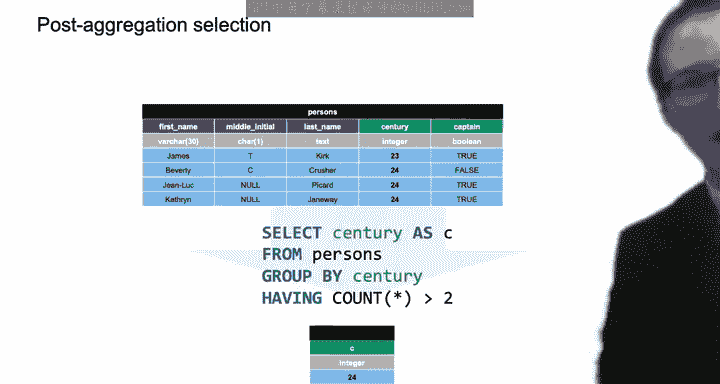 Post-aggregation selection
persons
first_name middle_initial last_name century captain
varchar(30) char(1) text integer boolean
James T Kirk 23 TRUE
Beverly C Crusher 24 FALSE
Jean-Luc NULL Picard 24 TRUE
Kathryn NULL Janeway 24 TRUE
SELECT century AS c
FROM persons
GROUP BY century
HAVING COUNT(*) > 2
c
integer
24